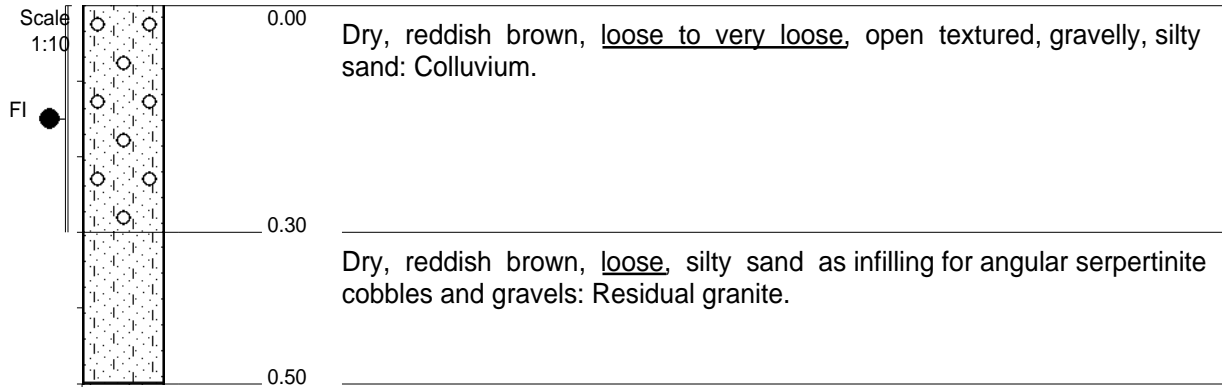 Scale
1:10
0.00
Dry, reddish brown, loose to very loose, open textured, gravelly, silty
sand: Colluvium.
FI
0.30
Dry, reddish brown, loose, silty sand as infilling for angular serpertinite
cobbles and gravels: Residual granite.
0.50